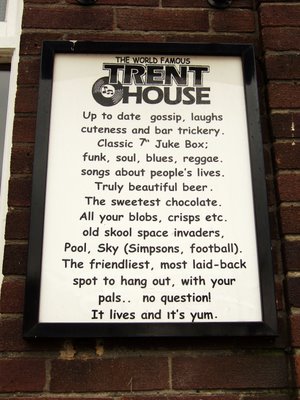 THE WORLD FAMOUS
TRENT
HOUSE
Up to date gossip, laughs
cuteness and bar trickery.
Classic 7" Juke Box;
funk, soul, blues, reggae.
songs about people's lives.
Truly beautiful beer.
The sweetest chocolate.
All your blobs, crisps etc.
old skool space invaders,
Pool, Sky (Simpsons, football).
The friendliest, most laid-back
spot to hang out, with your
pals.. no question!
It lives and it's yum.